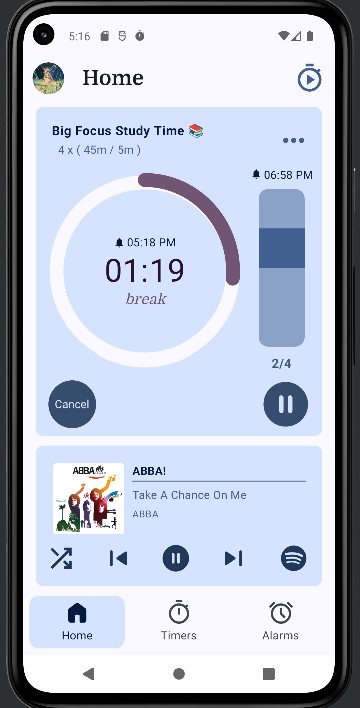 5:16
Home
Big Focus Study Time 📚
4 x ( 45m / 5m )
06:58 PM
05:18 PM
01:19
break
2/4
Cancel
ABBA
ABBA!
Take A Chance On Me
ABBA
Home
Timers
Alarms